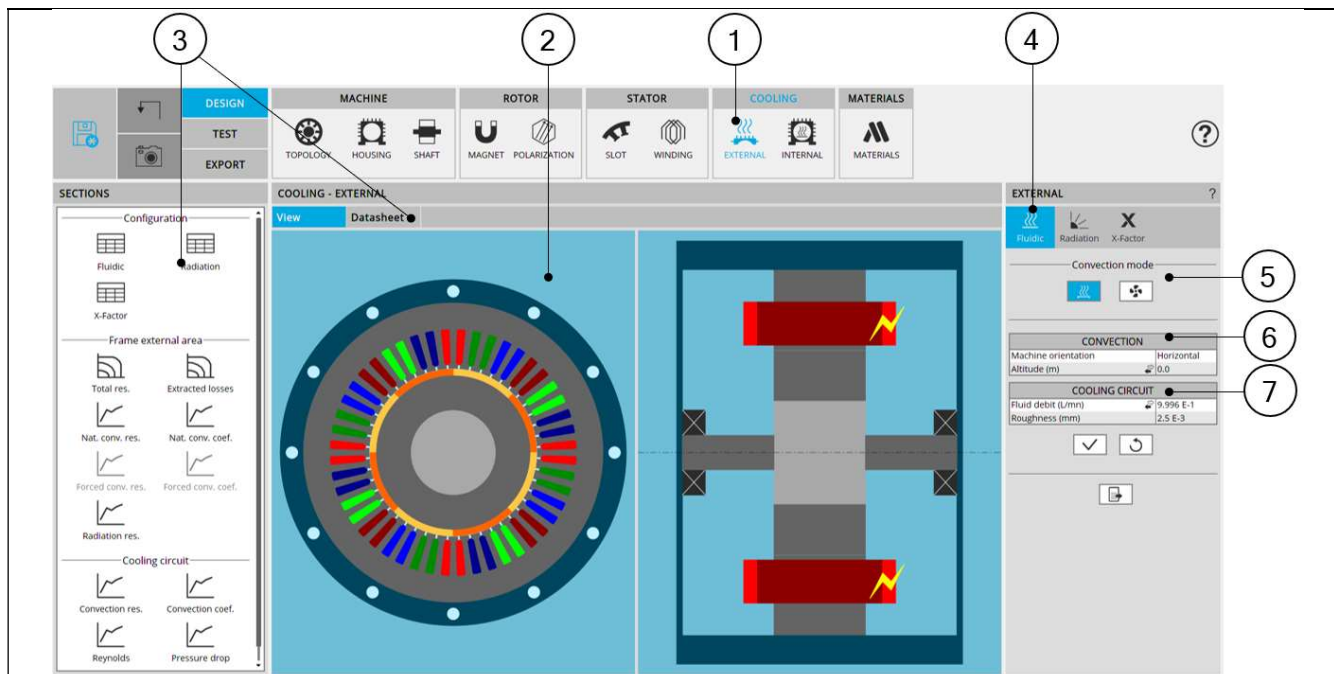 3
2
1
4
DESIGN
TEST
EXPORT
MACHINE
TOPOLOGY
HOUSING
SHAFT
ROTOR
MAGNET
POLARIZATION
STATOR
SLOT
WINDING
COOLING
EXTERNAL
INTERNAL
MATERIALS
MATERIALS
?
SECTIONS
Configuration
Fluidic
Radiation
X-Factor
Frame external area
Total res.
Extracted losses
Nat. conv. res.
Nat. conv. coef.
Forced conv. res.
Forced conv. coef.
Radiation res.
Cooling circuit
Convection res.
Convection coef.
Reynolds
Pressure drop
COOLING - EXTERNAL
View
Datasheet
EXTERNAL ?
Fluidic
Radiation
X
X-Factor
Convection mode
5
CONVECTION
6
Machine orientation Horizontal
Altitude (m) 0.0
COOLING CIRCUIT
7
Fluid debit (L/mn) 9.996 E-1
Roughness (mm) 2.5 E-3